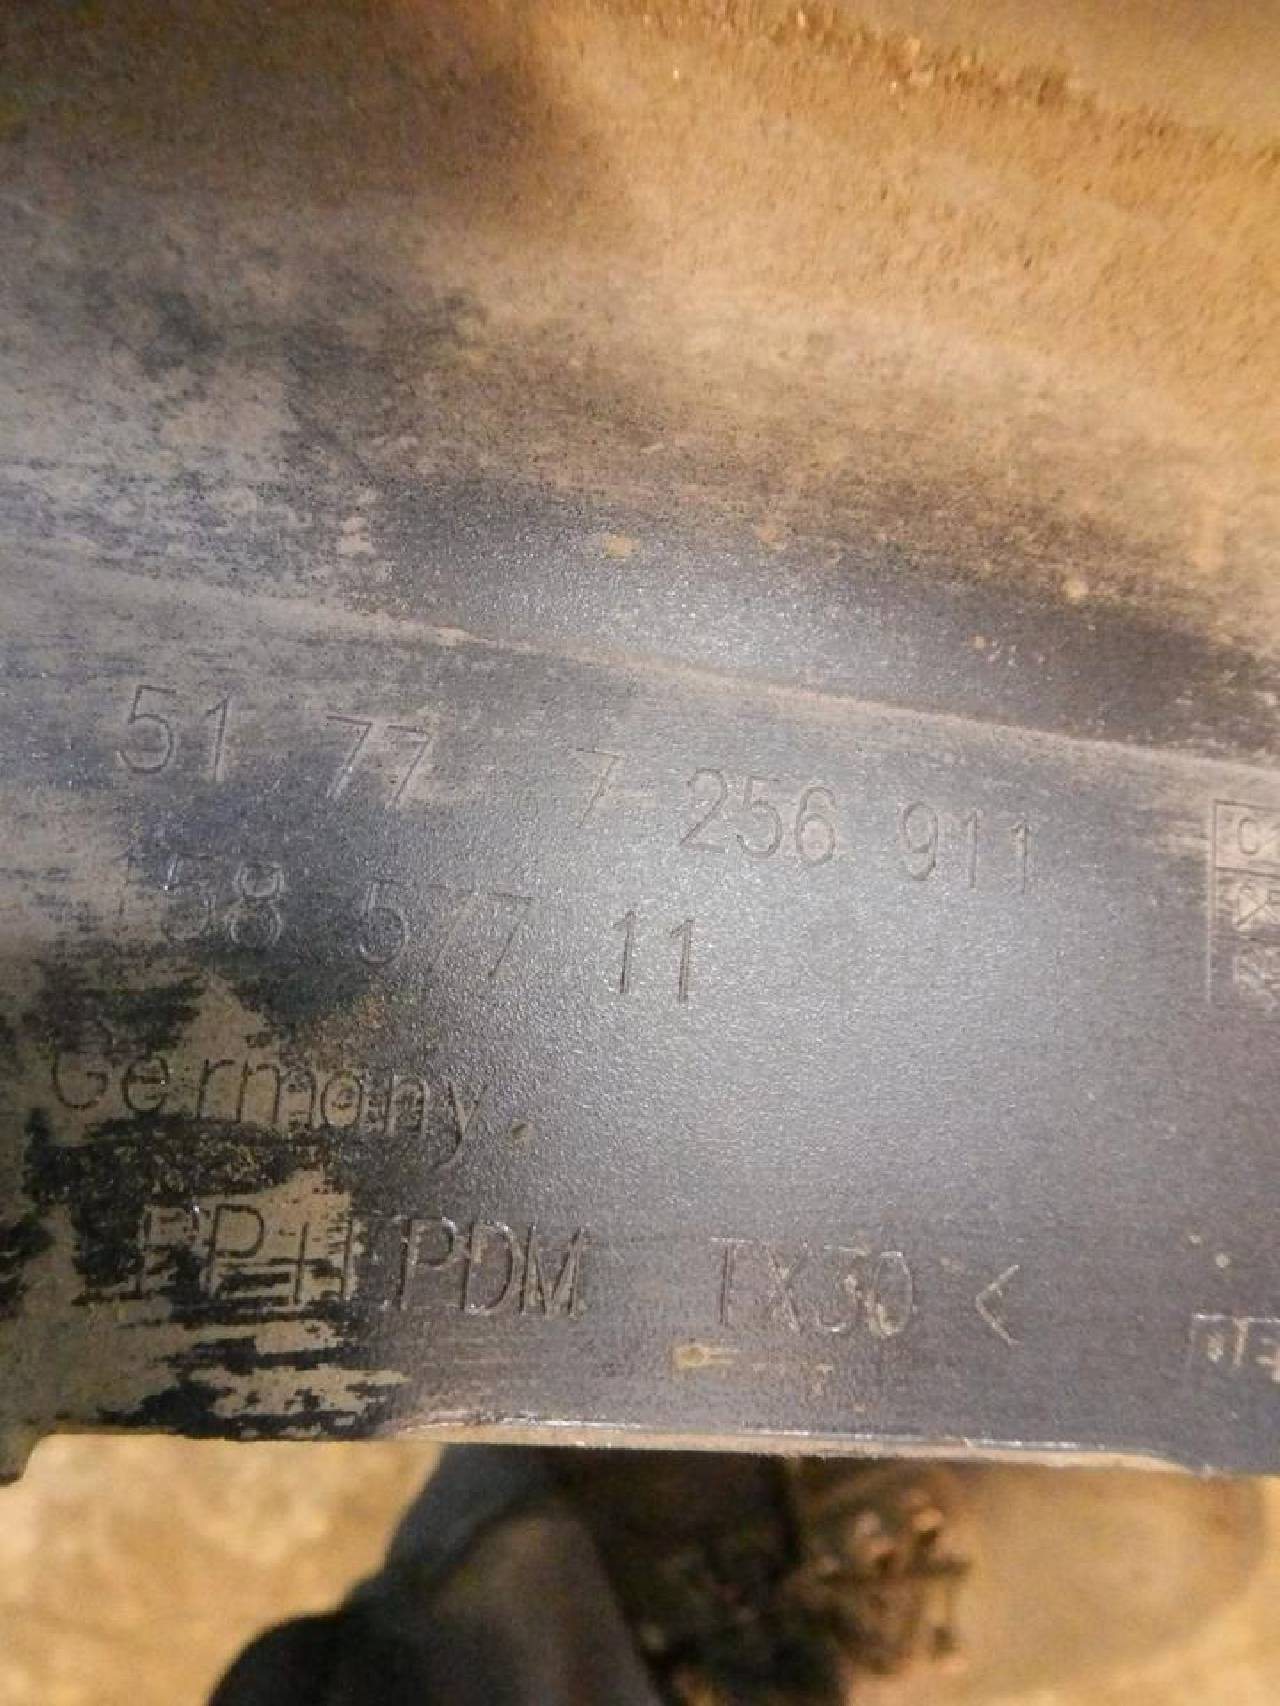 51.77 7 256 911
158 577 11
Germany.
PP+EPDM TX30<